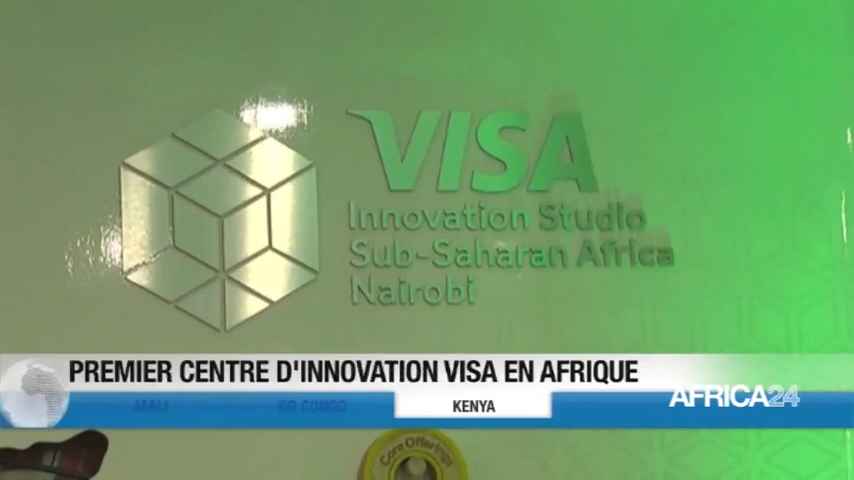 VISA
Innovation Studio
Sub-Saharan Africa
Nairobi
PREMIER CENTRE D'INNOVATION VISA EN AFRIQUE
MALI RD CONGO KENYA
AFRICA24
Core Offerings